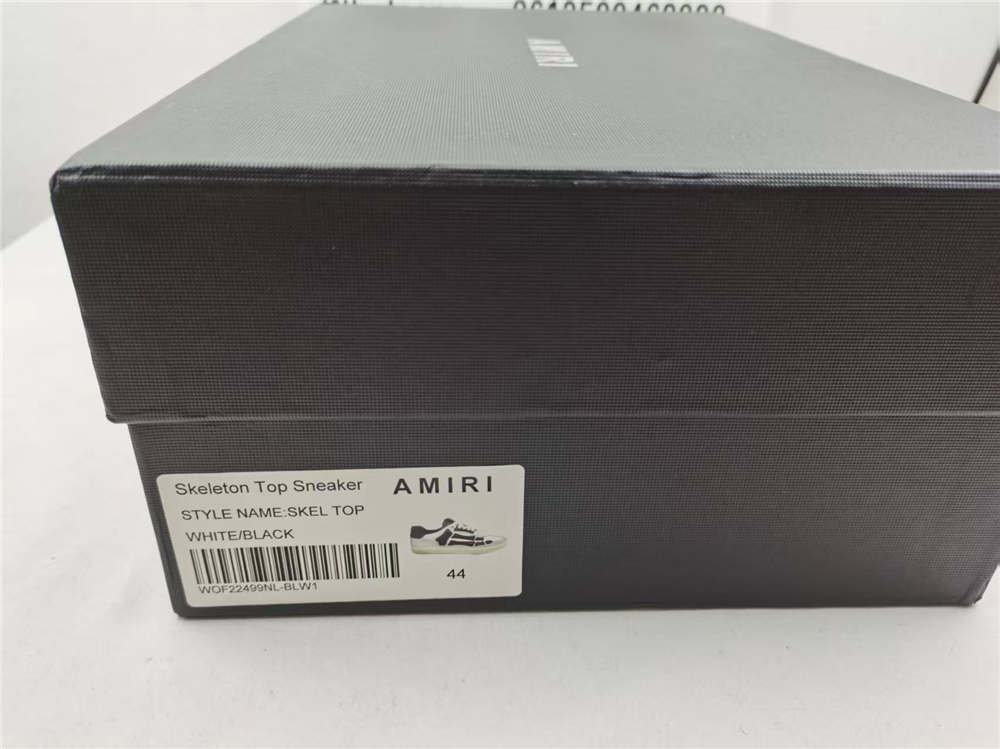 AMIRI
Skeleton Top Sneaker AMIRI
STYLE NAME:SKEL TOP
WHITE/BLACK
44
WOF22499NL-BLW1